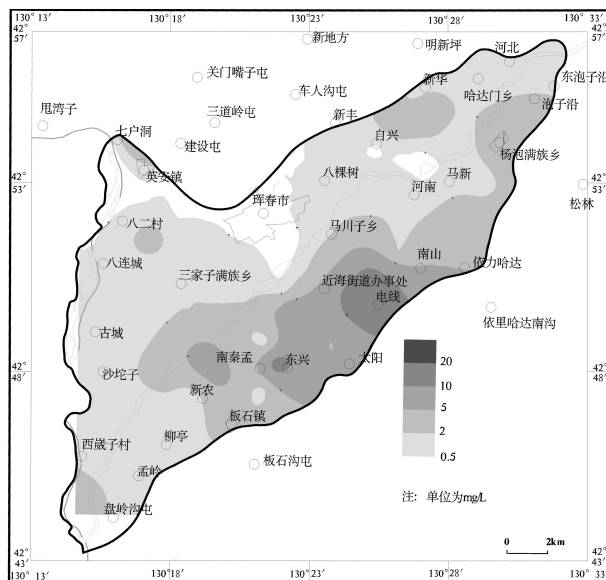 130° 13′ 130° 18′ 130° 23′ 130° 28′ 130° 33′
42° 57′
42° 57′
新地方
明新坪
河北
关门嘴子屯
新华
东泡子沿
车人沟屯
哈达门乡
泡子沿
甩湾子
三道岭屯
新丰
七户洞
建设屯
自兴
杨泡满族乡
英安镇
八棵树
马新
42° 53′
42° 53′
河南
珲春市
松林
八二村
马川子乡
八连城
南山
依力哈达
三家子满族乡
近海街道办事处
电线
依里哈达南沟
古城
南秦孟
东兴
太阳
沙坨子
20
10
5
2
0.5
42° 48′
42° 48′
新农
板石镇
柳亭
西崴子村
板石沟屯
孟岭
注: 单位为mg/L
盘岭沟屯
0 2km
42° 43′
42° 43′
130° 13′ 130° 18′ 130° 23′ 130° 28′ 130° 33′